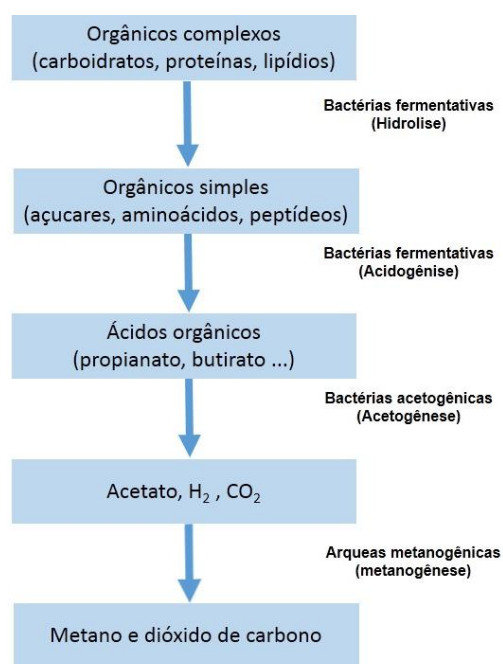 Orgânicos complexos
(carboidratos, proteínas, lipídios)
Bactérias fermentativas
(Hidrolise)
Orgânicos simples
(açucares, aminoácidos, peptídeos)
Bactérias fermentativas
(Acidogênise)
Ácidos orgânicos
(propianato, butirato ...)
Bactérias acetogênicas
(Acetogênese)
Acetato, H₂ , CO₂
Arqueas metanogênicas
(metanogênese)
Metano e dióxido de carbono